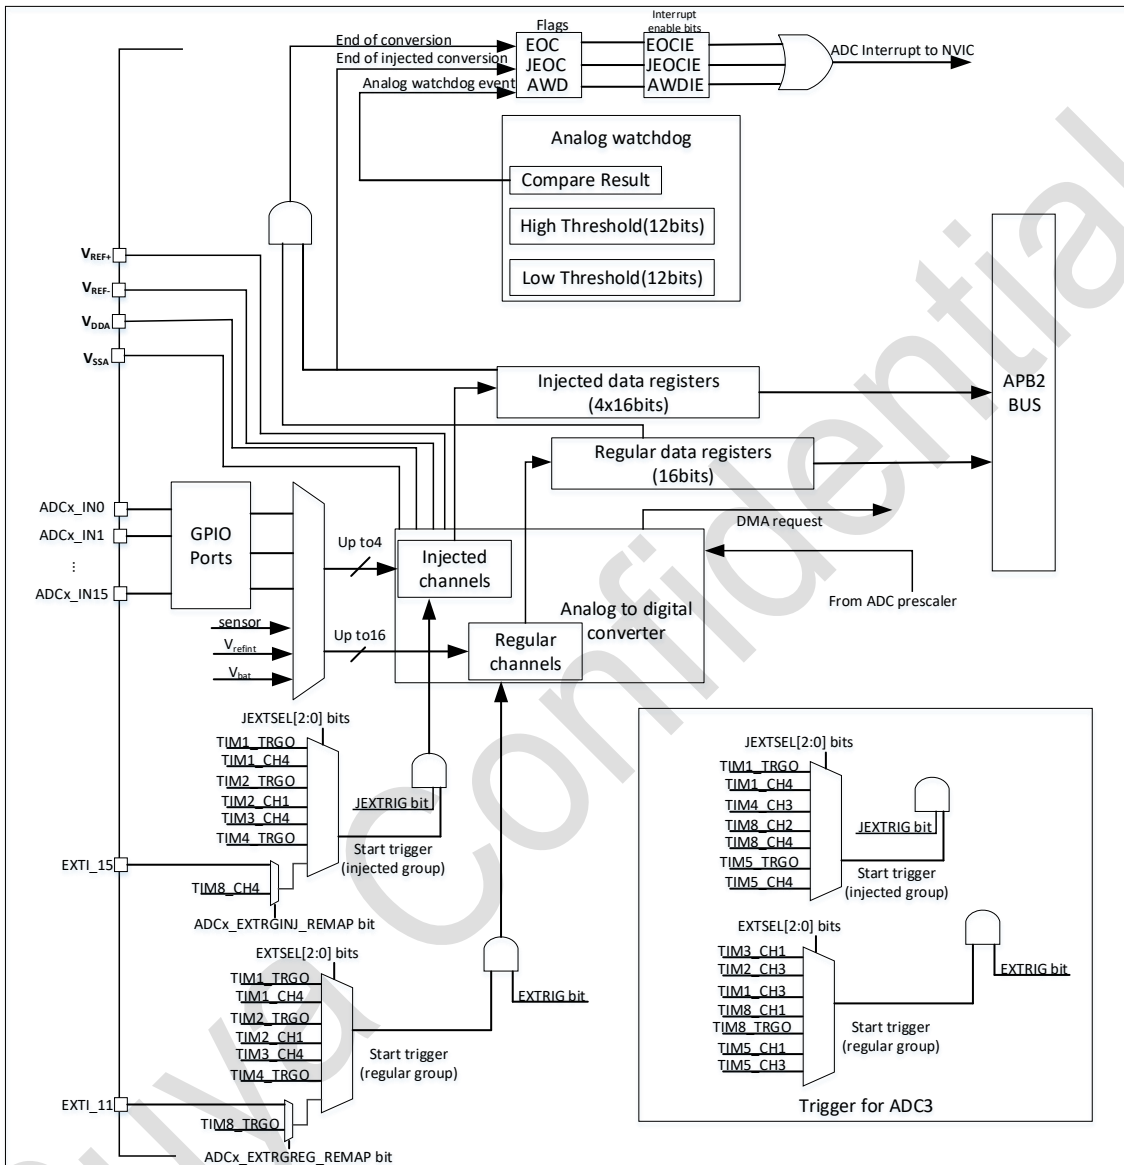 Flags
Interrupt
enable bits
End of conversion
EOC
EOCIE
ADC Interrupt to NVIC
End of injected conversion
JEOC
JEOCIE
Analog watchdog event
AWD
AWDIE
Analog watchdog
Compare Result
High Threshold(12bits)
Low Threshold(12bits)
VREF+
VREF-
VDDA
VSSA
Injected data registers
(4x16bits)
APB2
BUS
Regular data registers
(16bits)
ADCx_IN0
ADCx_IN1
⋮
ADCx_IN15
GPIO
Ports
DMA request
Up to4
Injected
channels
From ADC prescaler
Analog to digital
converter
sensor
Vrefint
Vbat
Up to16
Regular
channels
JEXTSEL[2:0] bits
TIM1_TRGO
TIM1_CH4
TIM2_TRGO
TIM2_CH1
TIM3_CH4
TIM4_TRGO
JEXTRIG bit
Start trigger
(injected group)
EXTI_15
TIM8_CH4
ADCx_EXTRGINJ_REMAP bit
EXTSEL[2:0] bits
TIM1_TRGO
TIM1_CH4
TIM2_TRGO
TIM2_CH1
TIM3_CH4
TIM4_TRGO
EXTRIG bit
Start trigger
(regular group)
EXTI_11
TIM8_TRGO
ADCx_EXTRGREG_REMAP bit
JEXTSEL[2:0] bits
TIM1_TRGO
TIM1_CH4
TIM4_CH3
TIM8_CH2
TIM8_CH4
TIM5_TRGO
TIM5_CH4
JEXTRIG bit
Start trigger
(injected group)
EXTSEL[2:0] bits
TIM3_CH1
TIM2_CH3
TIM1_CH3
TIM8_CH1
TIM8_TRGO
TIM5_CH1
TIM5_CH3
EXTRIG bit
Start trigger
(regular group)
Trigger for ADC3
uya Confidential